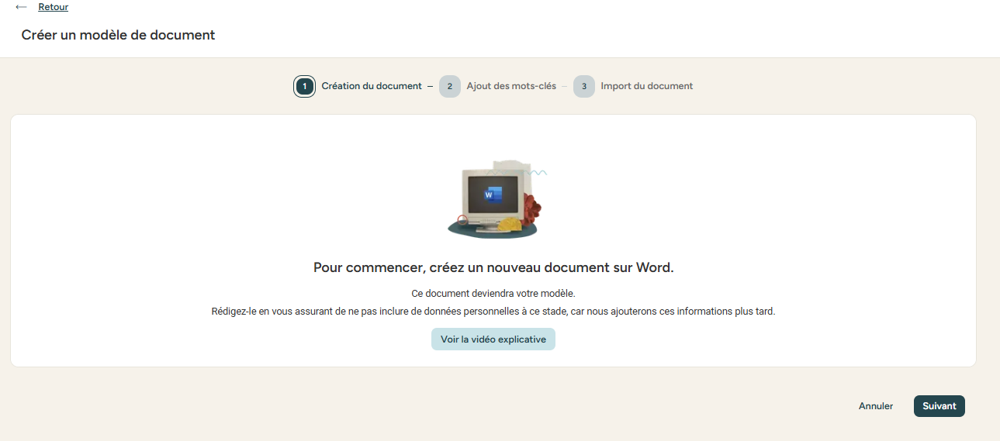 Retour
Créer un modèle de document
1 Création du document – 2 Ajout des mots-clés – 3 Import du document
W
Pour commencer, créez un nouveau document sur Word.
Ce document deviendra votre modèle.
Rédigez-le en vous assurant de ne pas inclure de données personnelles à ce stade, car nous ajouterons ces informations plus tard.
Voir la vidéo explicative
Annuler Suivant